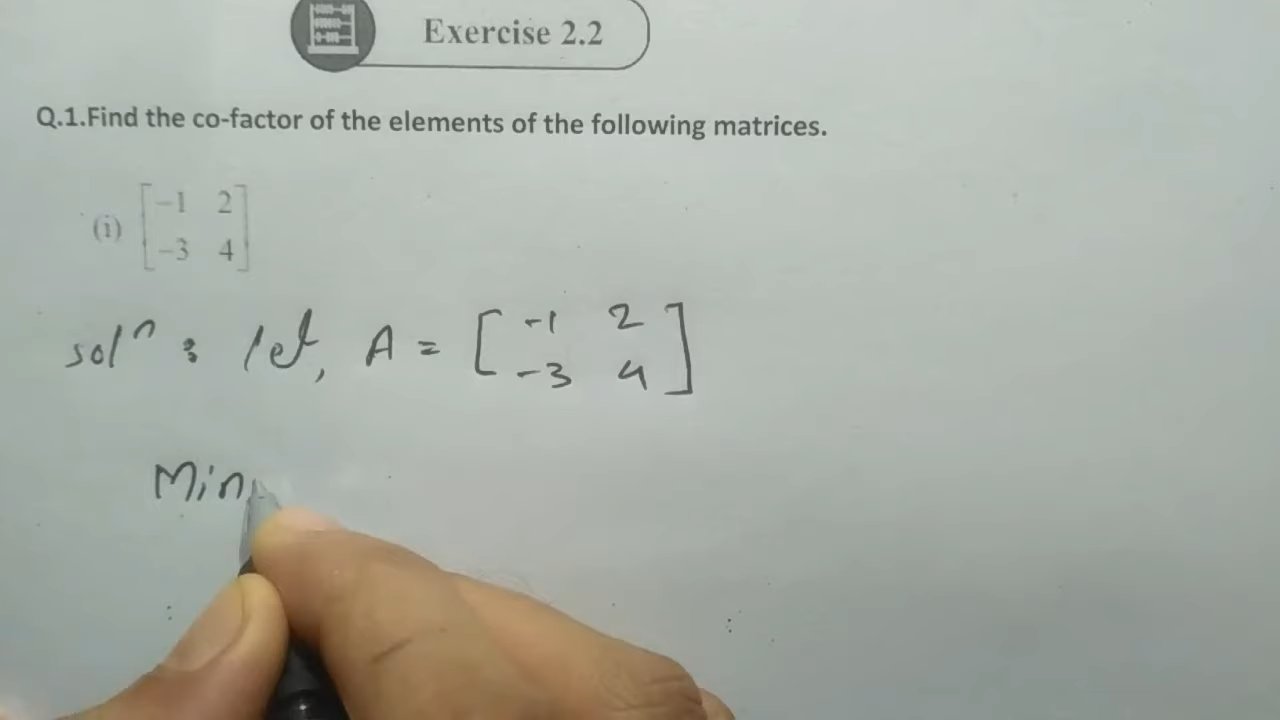 Exercise 2.2
Q.1.Find the co-factor of the elements of the following matrices.
(i) [-1 2
-3 4]
solⁿ : let, A = [-1 2
-3 4]
Min